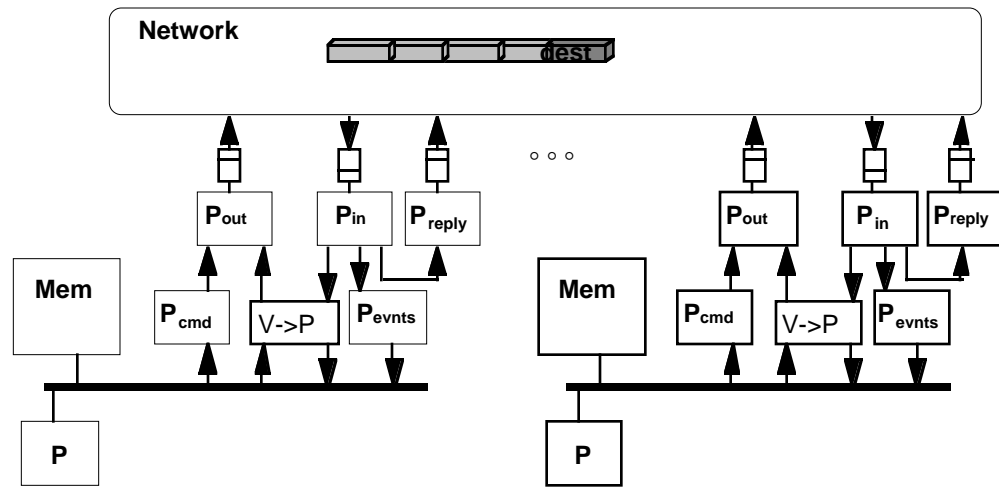 Network
dest
° ° °
Pout
Pin
Preply
Pout
Pin
Preply
Mem
Pcmd
V->P
Pevnts
Mem
Pcmd
V->P
Pevnts
P
P